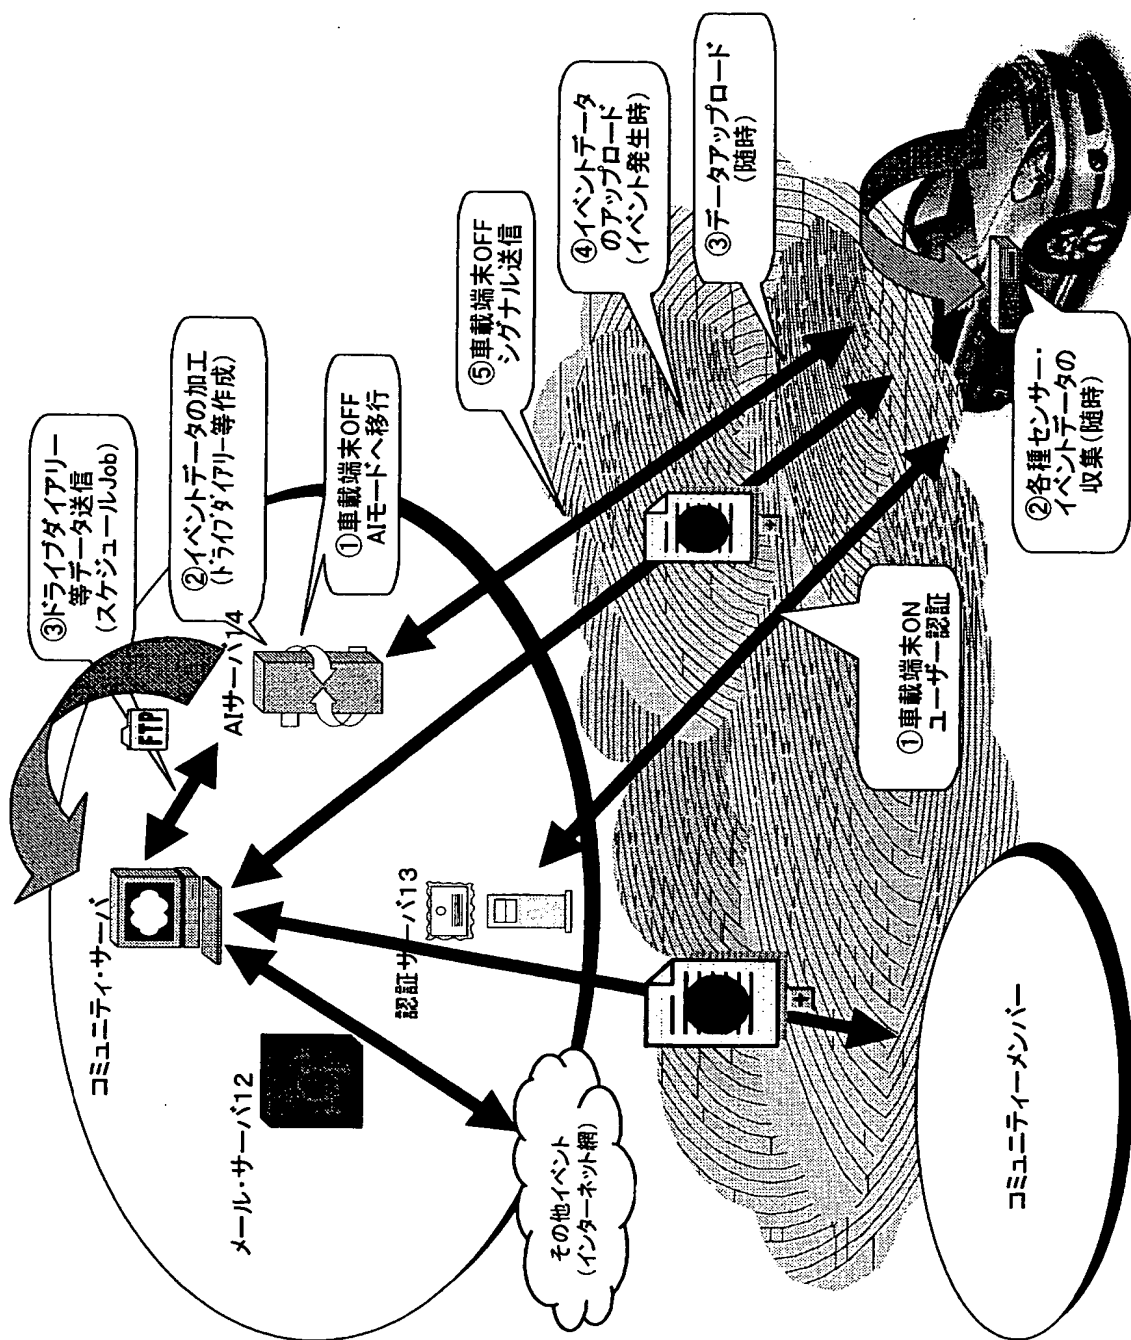 コミュニティ・サーバ
メール・サーバ12
認証サーバ13
AIサーバ14
FTP
③ドライブダイアリー
等データ送信
(スケジュールJob)
②イベントデータの加工
(ドライブダイアリー等作成)
①車載端末OFF
AIモードへ移行
⑤車載端末OFF
シグナル送信
④イベントデータ
のアップロード
(イベント発生時)
③データアップロード
(随時)
その他イベント
(インターネット網)
①車載端末ON
ユーザー認証
②各種センサー・
イベントデータの
収集(随時)
コミュニティーメンバー